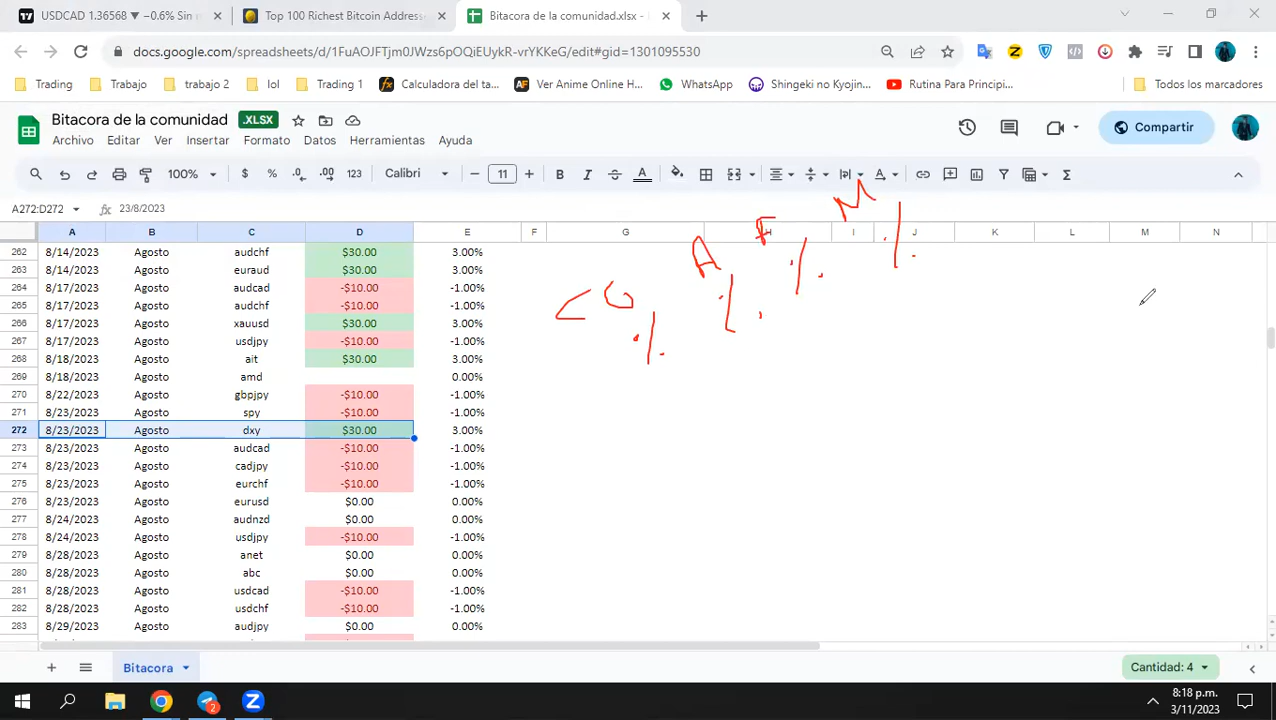 USDCAD 1.36568 ▼ −0.6% Sin n
Top 100 Richest Bitcoin Address
Bitacora de la comunidad.xlsx -
docs.google.com/spreadsheets/d/1FuAOJFTjm0JWzs6pOQiEUykR-vrYKKeG/edit#gid=1301095530
Trading Trabajo trabajo 2 lol Trading 1 Calculadora del ta... Ver Anime Online H... WhatsApp Shingeki no Kyojin... Rutina Para Principi... Todos los marcadores
Bitacora de la comunidad .XLSX
Archivo Editar Ver Insertar Formato Datos Herramientas Ayuda
Compartir
100% $ % .0 .00 123 Calibri 11 B I A
A272:D272 fx 23/8/2023
A B C D E F G H I J K L M N
262 8/14/2023 Agosto audchf $30.00 3.00%
263 8/14/2023 Agosto euraud $30.00 3.00%
264 8/17/2023 Agosto audcad -$10.00 -1.00%
265 8/17/2023 Agosto audchf -$10.00 -1.00%
266 8/17/2023 Agosto xauusd $30.00 3.00%
267 8/17/2023 Agosto usdjpy -$10.00 -1.00%
268 8/18/2023 Agosto ait $30.00 3.00%
269 8/18/2023 Agosto amd 0.00%
270 8/22/2023 Agosto gbpjpy -$10.00 -1.00%
271 8/23/2023 Agosto spy -$10.00 -1.00%
272 8/23/2023 Agosto dxy $30.00 3.00%
273 8/23/2023 Agosto audcad -$10.00 -1.00%
274 8/23/2023 Agosto cadjpy -$10.00 -1.00%
275 8/23/2023 Agosto eurchf -$10.00 -1.00%
276 8/23/2023 Agosto eurusd $0.00 0.00%
277 8/24/2023 Agosto audnzd $0.00 0.00%
278 8/24/2023 Agosto usdjpy -$10.00 -1.00%
279 8/28/2023 Agosto anet $0.00 0.00%
280 8/28/2023 Agosto abc $0.00 0.00%
281 8/28/2023 Agosto usdcad -$10.00 -1.00%
282 8/28/2023 Agosto usdchf -$10.00 -1.00%
283 8/29/2023 Agosto audjpy $0.00 0.00%
M %
F %
A %
%
Bitacora
Cantidad: 4
2
8:18 p.m.
3/11/2023